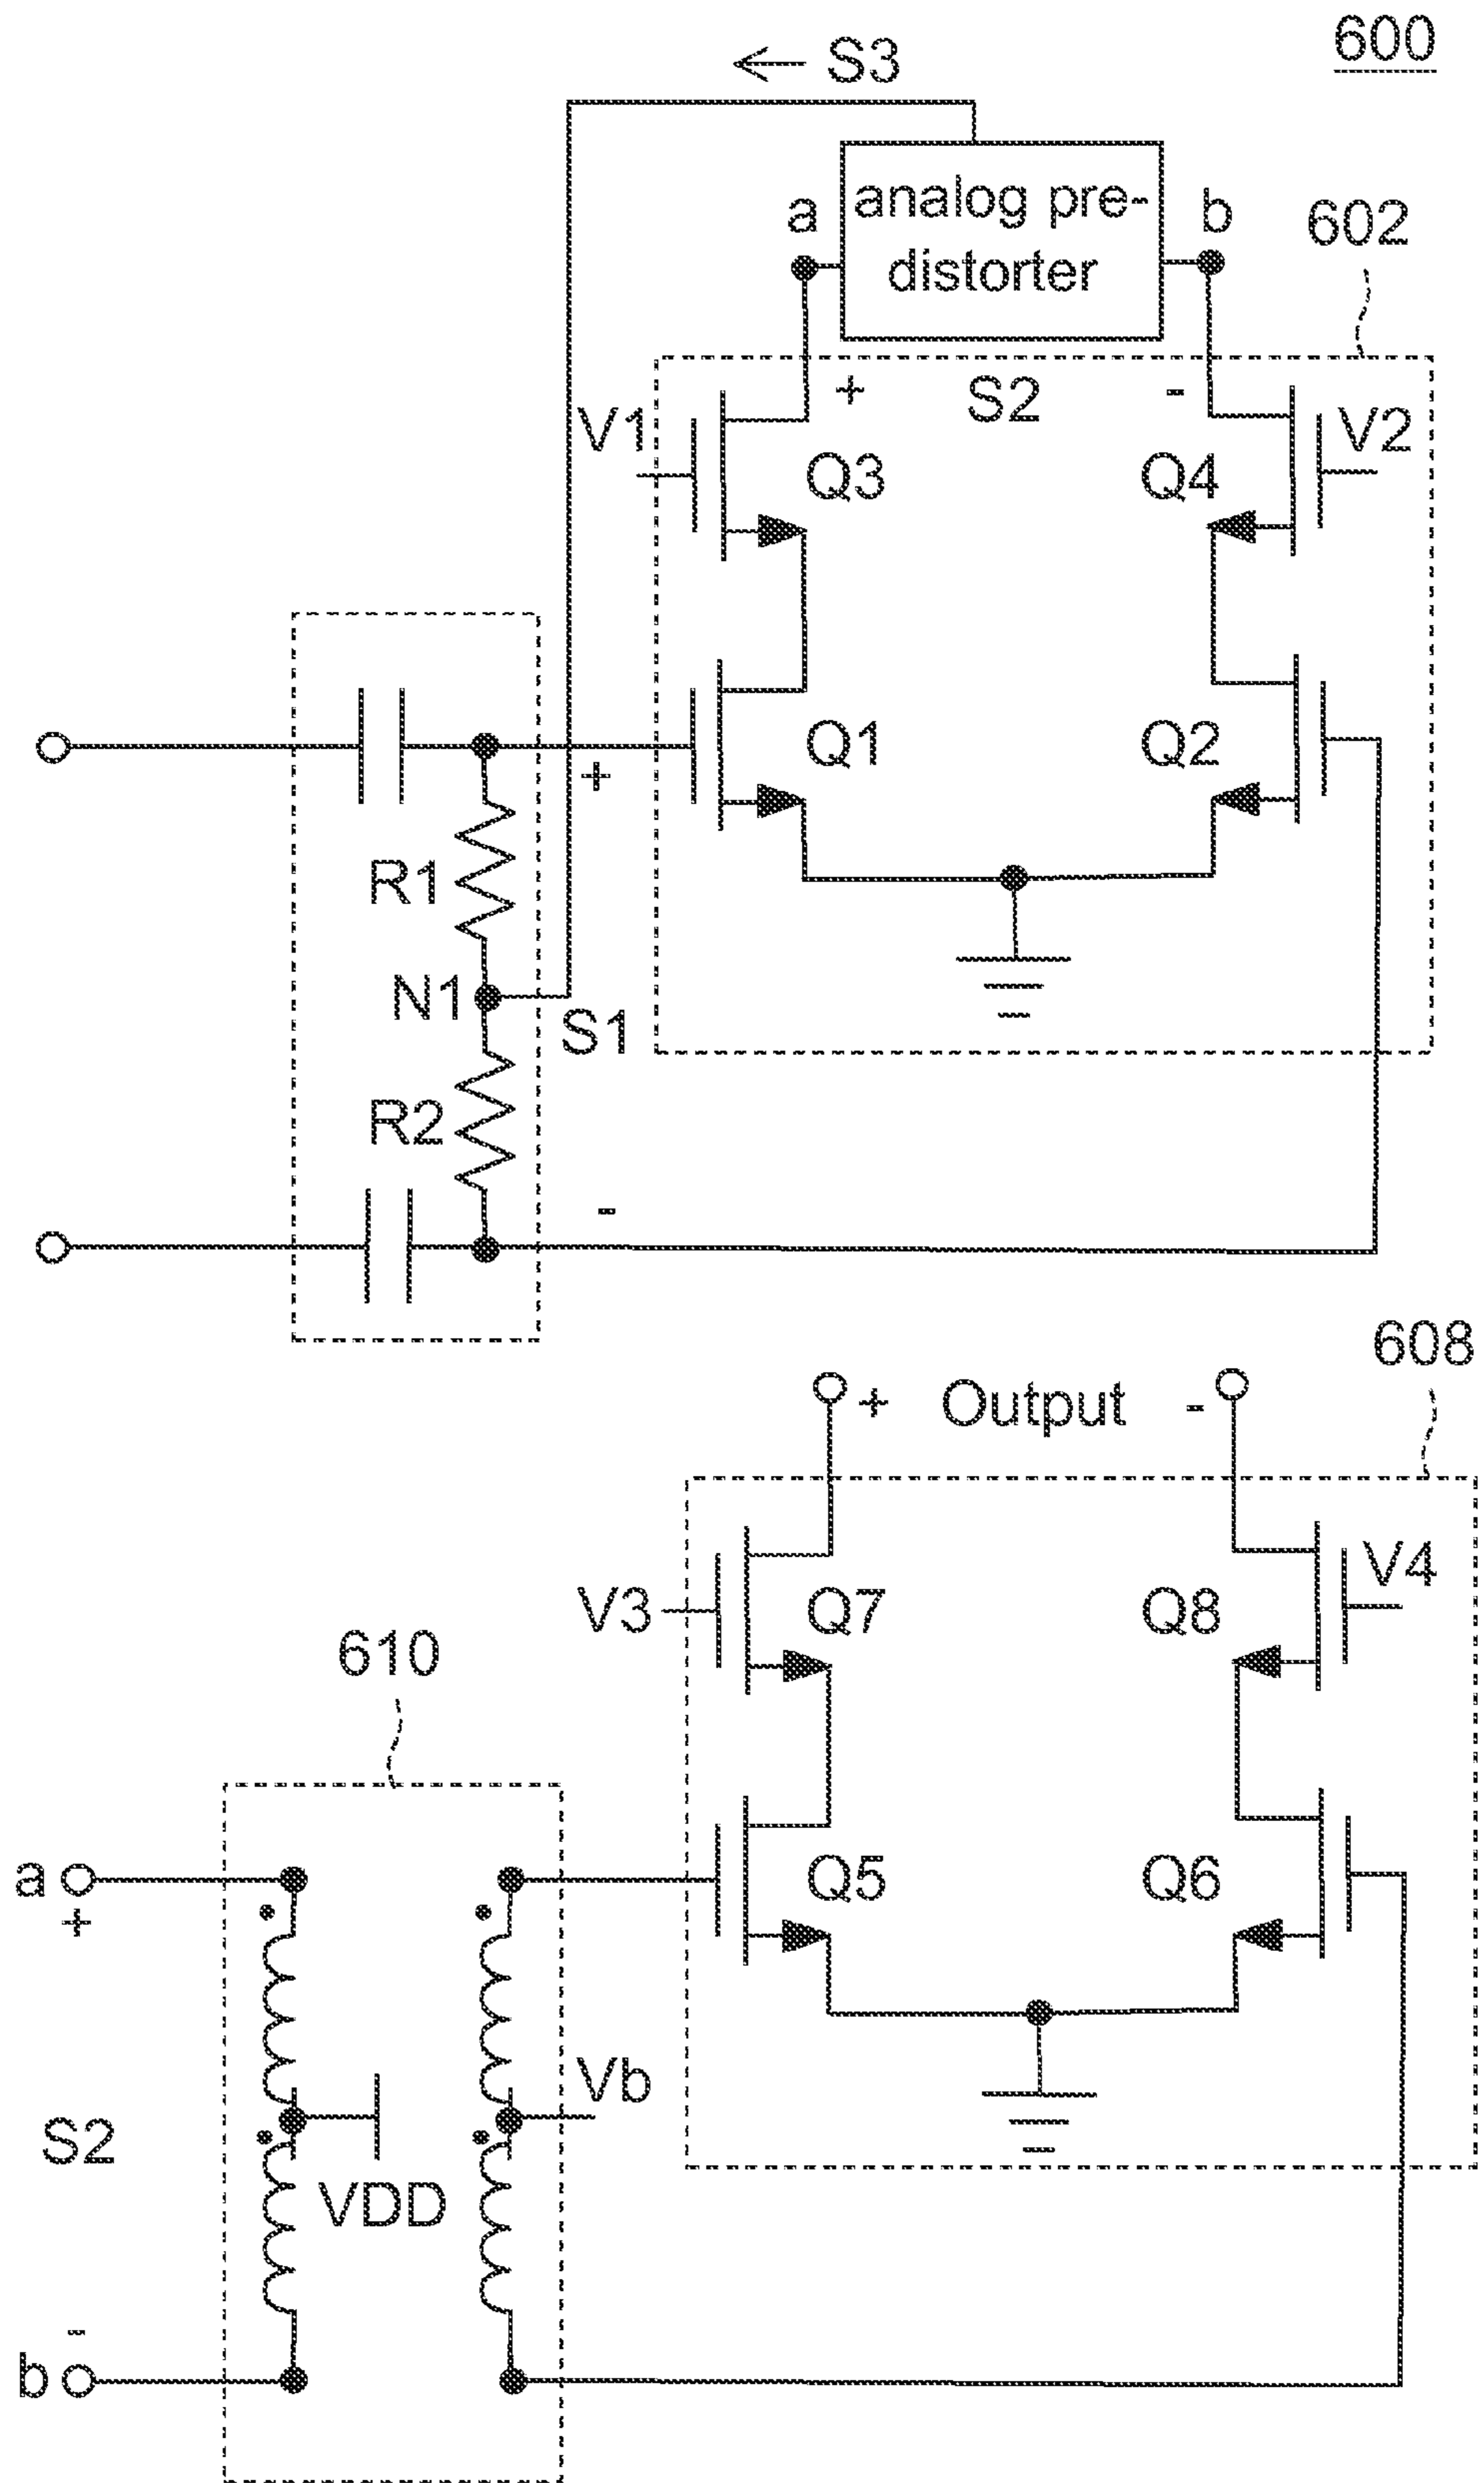 600
← S3
a
analog pre-
distorter
b
602
+
S2
-
V1
V2
Q3
Q4
Q1
Q2
+
R1
N1
S1
R2
-
608
+ Output -
V3
Q7
Q8
V4
610
a
+
Q5
Q6
Vb
S2
VDD
-
b